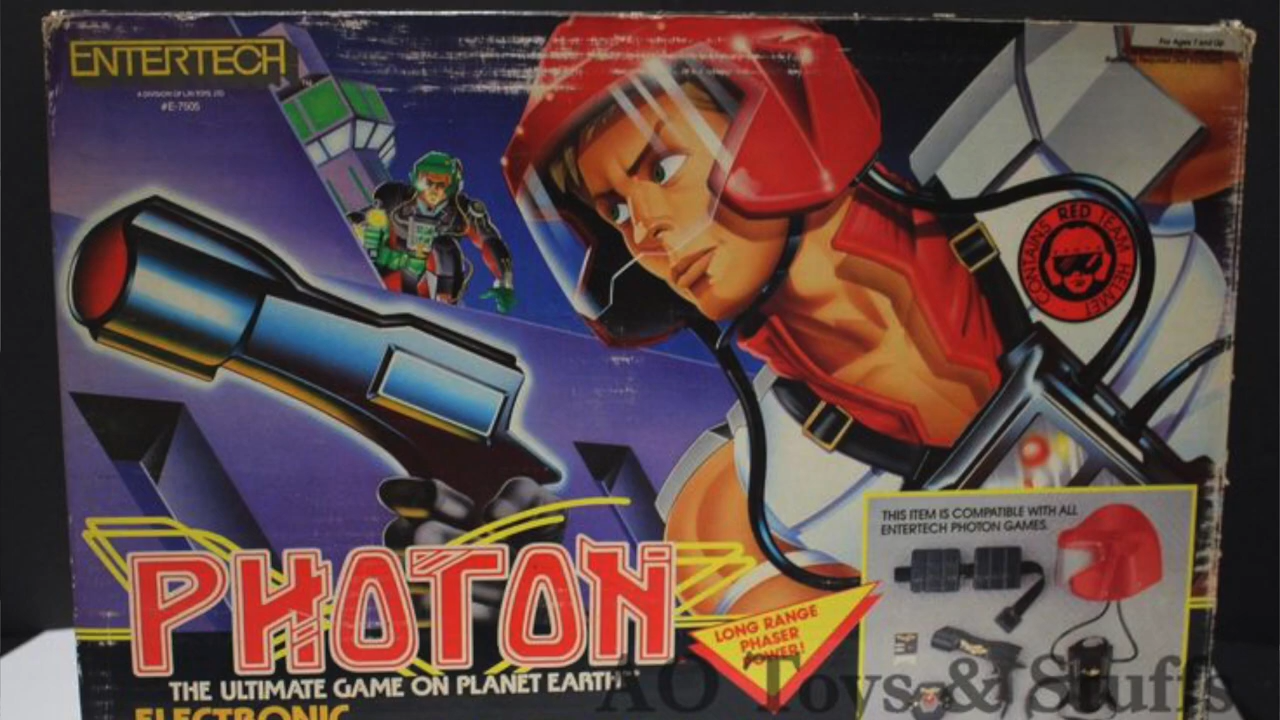 ENTERTECH
A DIVISION OF LJN TOYS, LTD
#E-7505
For Ages 7 and Up
CONTAINS RED TEAM HELMET
THIS ITEM IS COMPATIBLE WITH ALL
ENTERTECH PHOTON GAMES.
PHOTON
LONG RANGE
PHASER
POWER!
THE ULTIMATE GAME ON PLANET EARTH™
ELECTRONIC
AO Toys & Stuffs